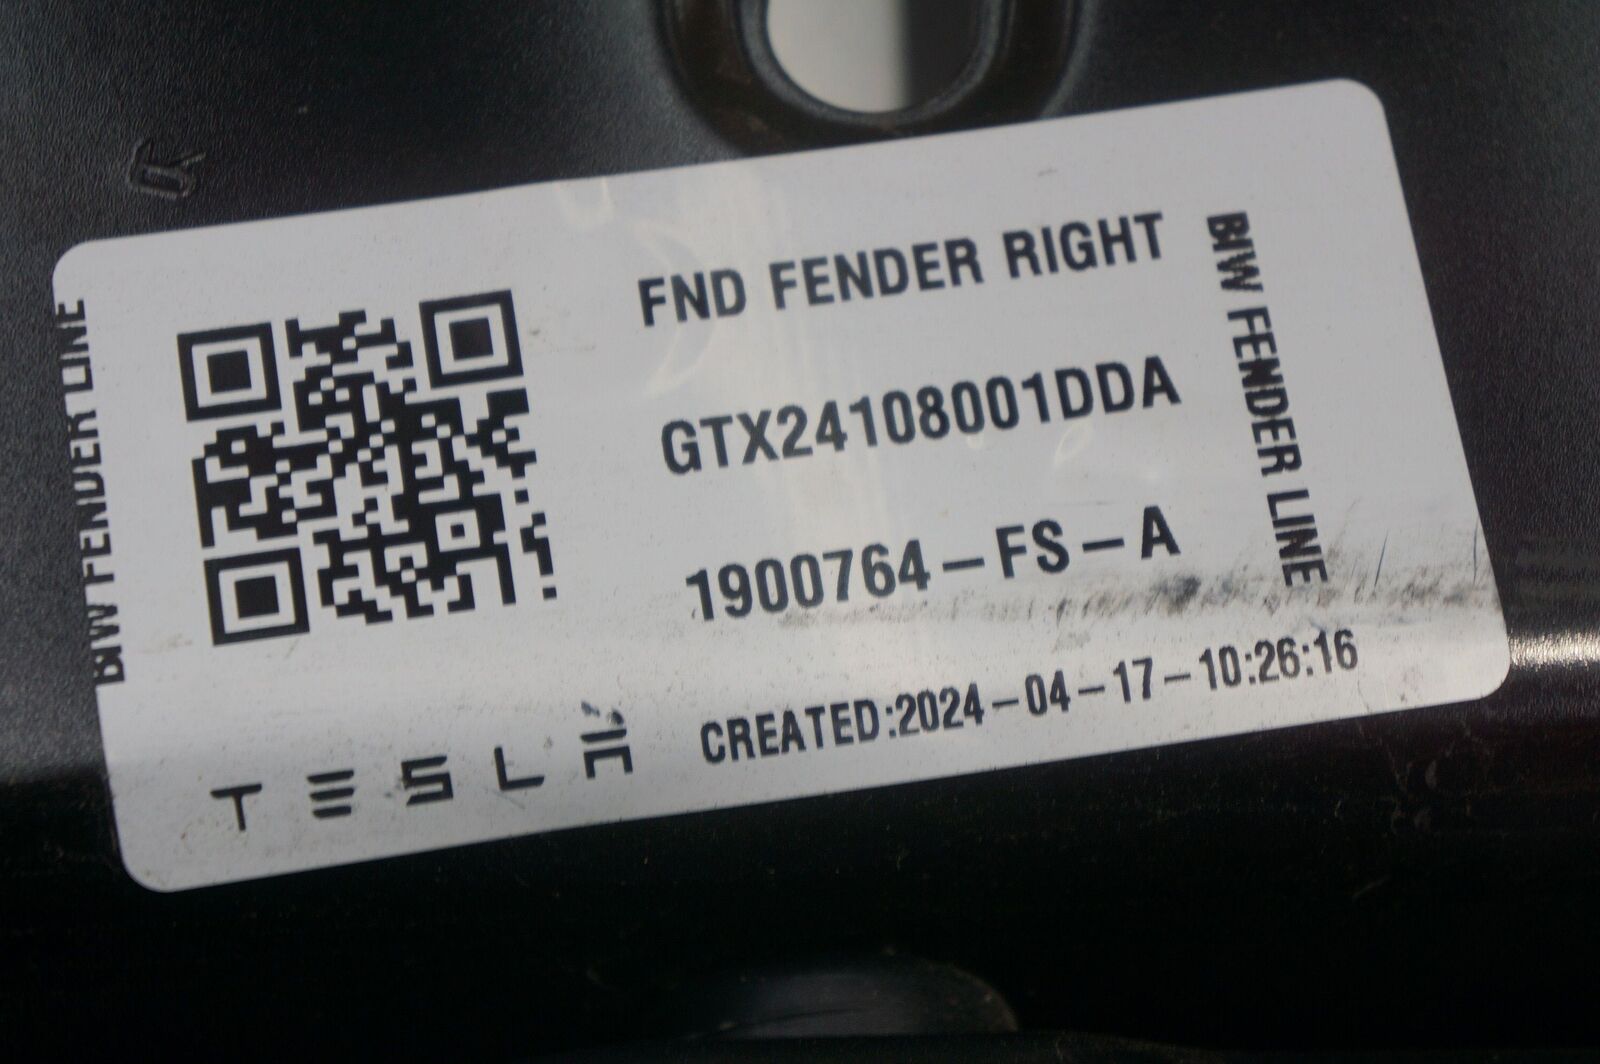 FND FENDER RIGHT
GTX24108001DDA
1900764-FS-A
CREATED:2024-04-17-10:26:16
TESLA
BIW FENDER LINE
BIW FENDER LINE